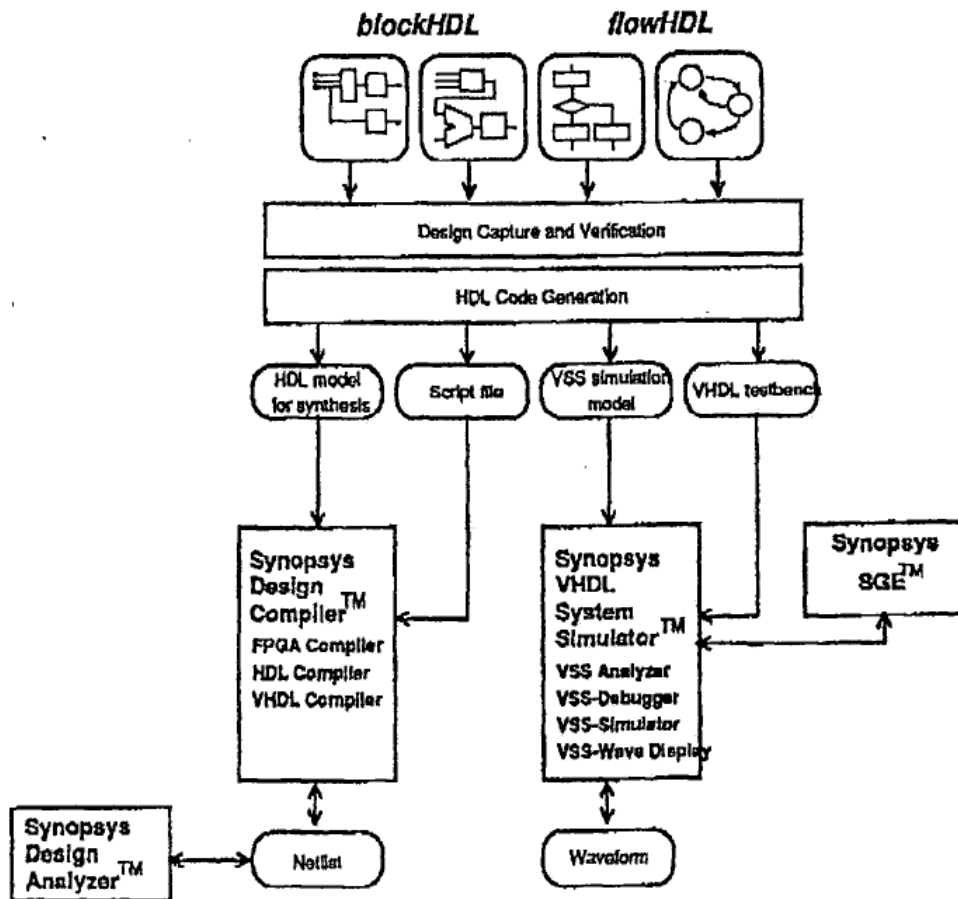 blockHDL
flowHDL
Design Capture and Verification
HDL Code Generation
HDL model
for synthesis
Script file
VSS simulation
model
VHDL testbench
Synopsys
Design
Compiler™
FPGA Compiler
HDL Compiler
VHDL Compiler
Synopsys
VHDL
System
Simulator™
VSS Analyzer
VSS-Debugger
VSS-Simulator
VSS-Wave Display
Synopsys
SGE™
Synopsys
Design
Analyzer™
Netlist
Waveform